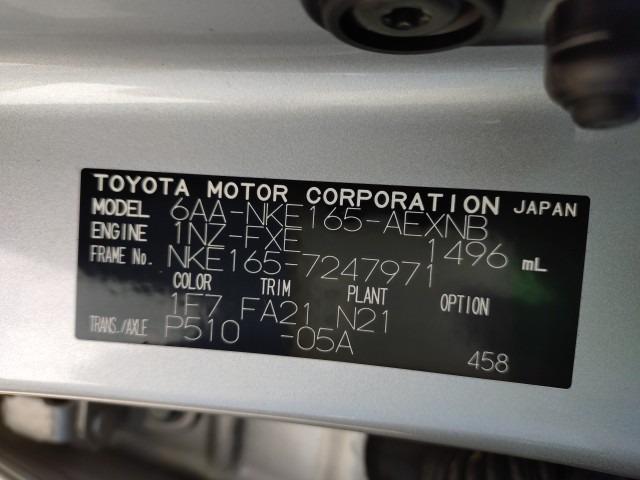 TOYOTA MOTOR CORPORATION JAPAN
MODEL 6AA-NKE165-AEXNB
ENGINE 1NZ-FXE 1496 mL
FRAME No. NKE165-7247971
COLOR TRIM PLANT OPTION
1F7 FA21 N21
TRANS./AXLE P510 -05A
458